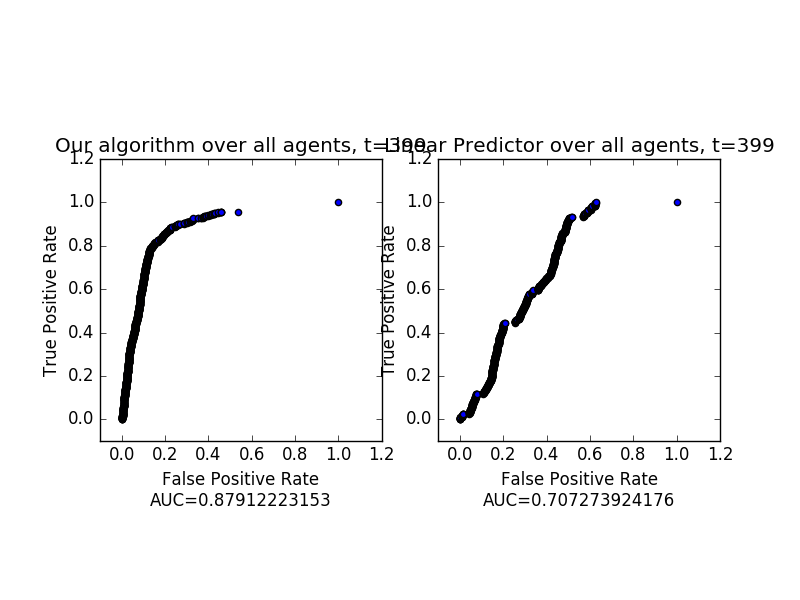 Our algorithm over all agents, t=399
Linear Predictor over all agents, t=399
True Positive Rate
1.2
1.0
0.8
0.6
0.4
0.2
0.0
0.0 0.2 0.4 0.6 0.8 1.0 1.2
False Positive Rate
AUC=0.87912223153
True Positive Rate
1.2
1.0
0.8
0.6
0.4
0.2
0.0
0.0 0.2 0.4 0.6 0.8 1.0 1.2
False Positive Rate
AUC=0.707273924176